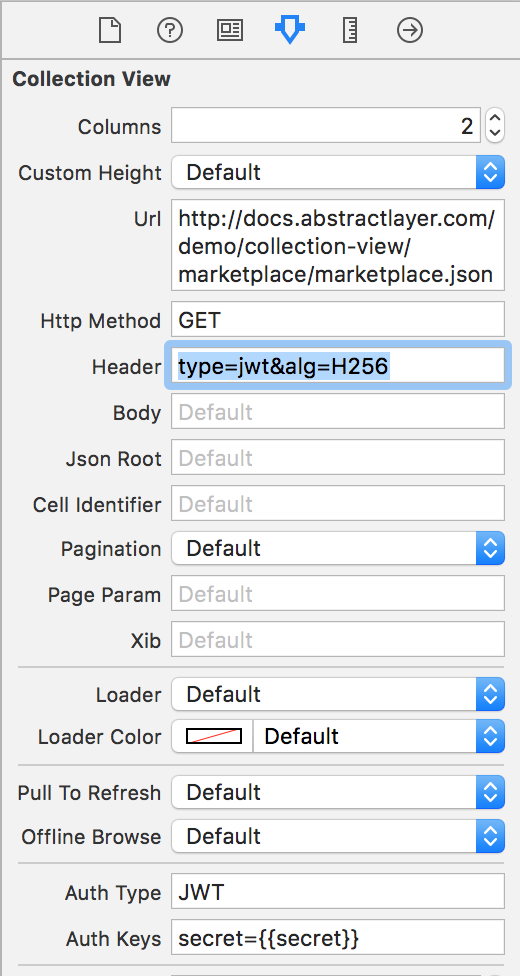 Collection View
Columns 2
Custom Height Default
Url http://docs.abstractlayer.com/
demo/collection-view/
marketplace/marketplace.json
Http Method GET
Header type=jwt&alg=H256
Body Default
Json Root Default
Cell Identifier Default
Pagination Default
Page Param Default
Xib Default
Loader Default
Loader Color Default
Pull To Refresh Default
Offline Browse Default
Auth Type JWT
Auth Keys secret={{secret}}